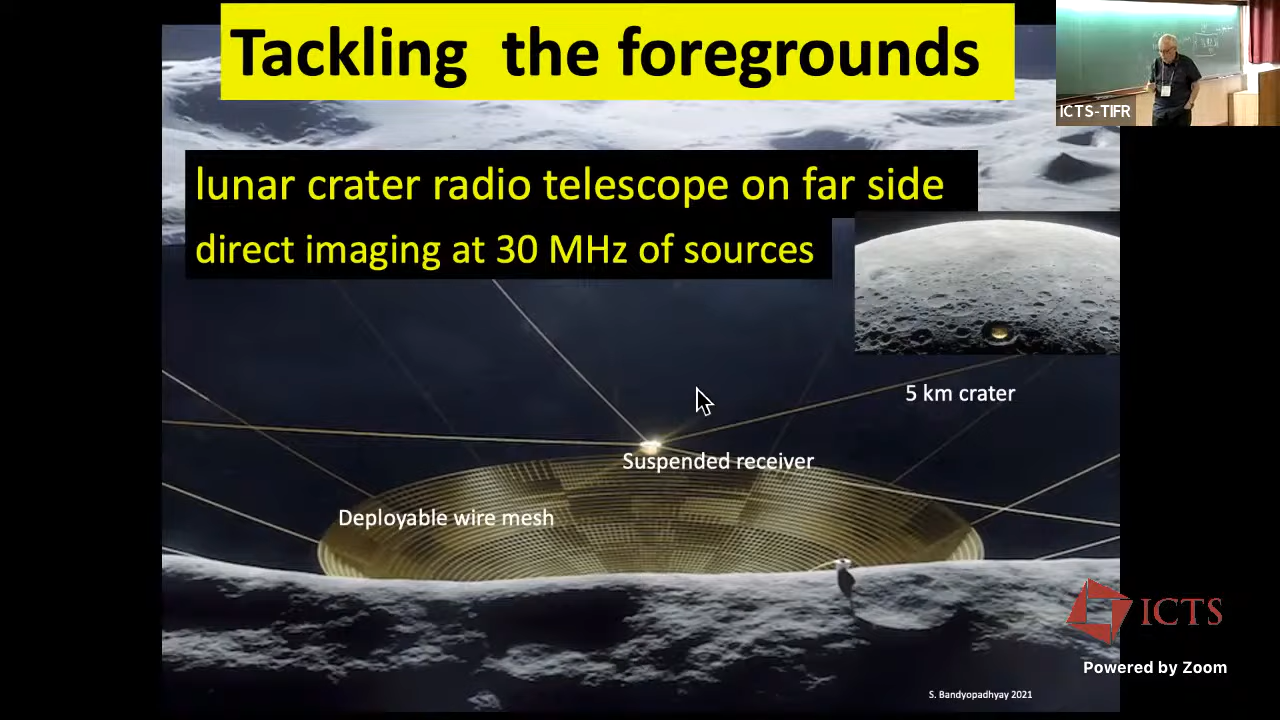 Tackling the foregrounds
ICTS-TIFR
lunar crater radio telescope on far side
direct imaging at 30 MHz of sources
5 km crater
Suspended receiver
Deployable wire mesh
ICTS
Powered by Zoom
S. Bandyopadhyay 2021